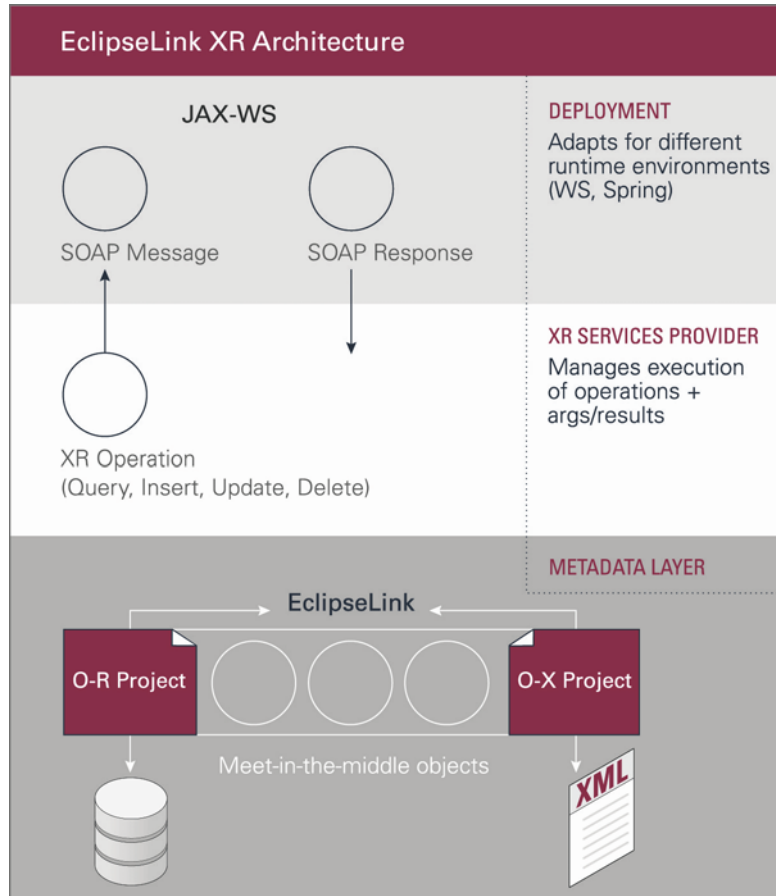 EclipseLink XR Architecture
JAX-WS
SOAP Message
SOAP Response
DEPLOYMENT
Adapts for different
runtime environments
(WS, Spring)
XR Operation
(Query, Insert, Update, Delete)
XR SERVICES PROVIDER
Manages execution
of operations +
args/results
METADATA LAYER
EclipseLink
O-R Project
O-X Project
Meet-in-the-middle objects
XML